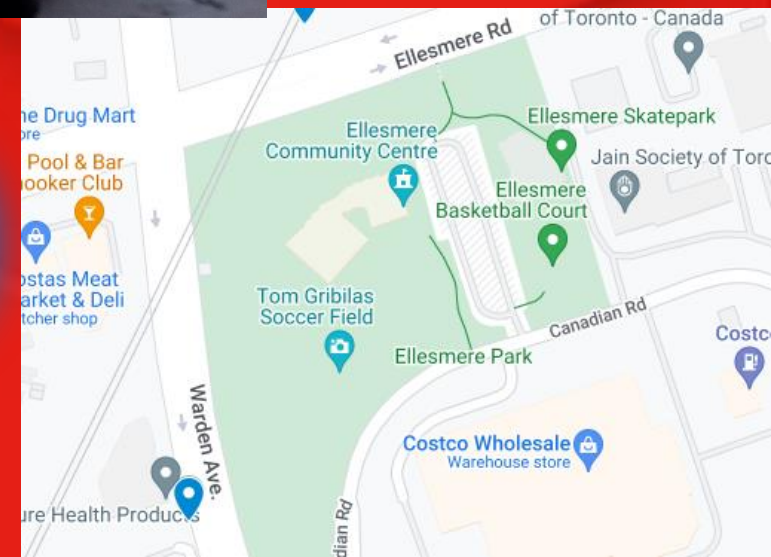 of Toronto - Canada
Ellesmere Rd
ne Drug Mart
ore
Ellesmere Skatepark
Ellesmere
Community Centre
Pool & Bar
nooker Club
Jain Society of Toro
Ellesmere
Basketball Court
ostas Meat
arket & Deli
tcher shop
Tom Gribilas
Soccer Field
Canadian Rd
Costc
Ellesmere Park
Warden Ave.
Costco Wholesale
Warehouse store
ure Health Products
dian Rd